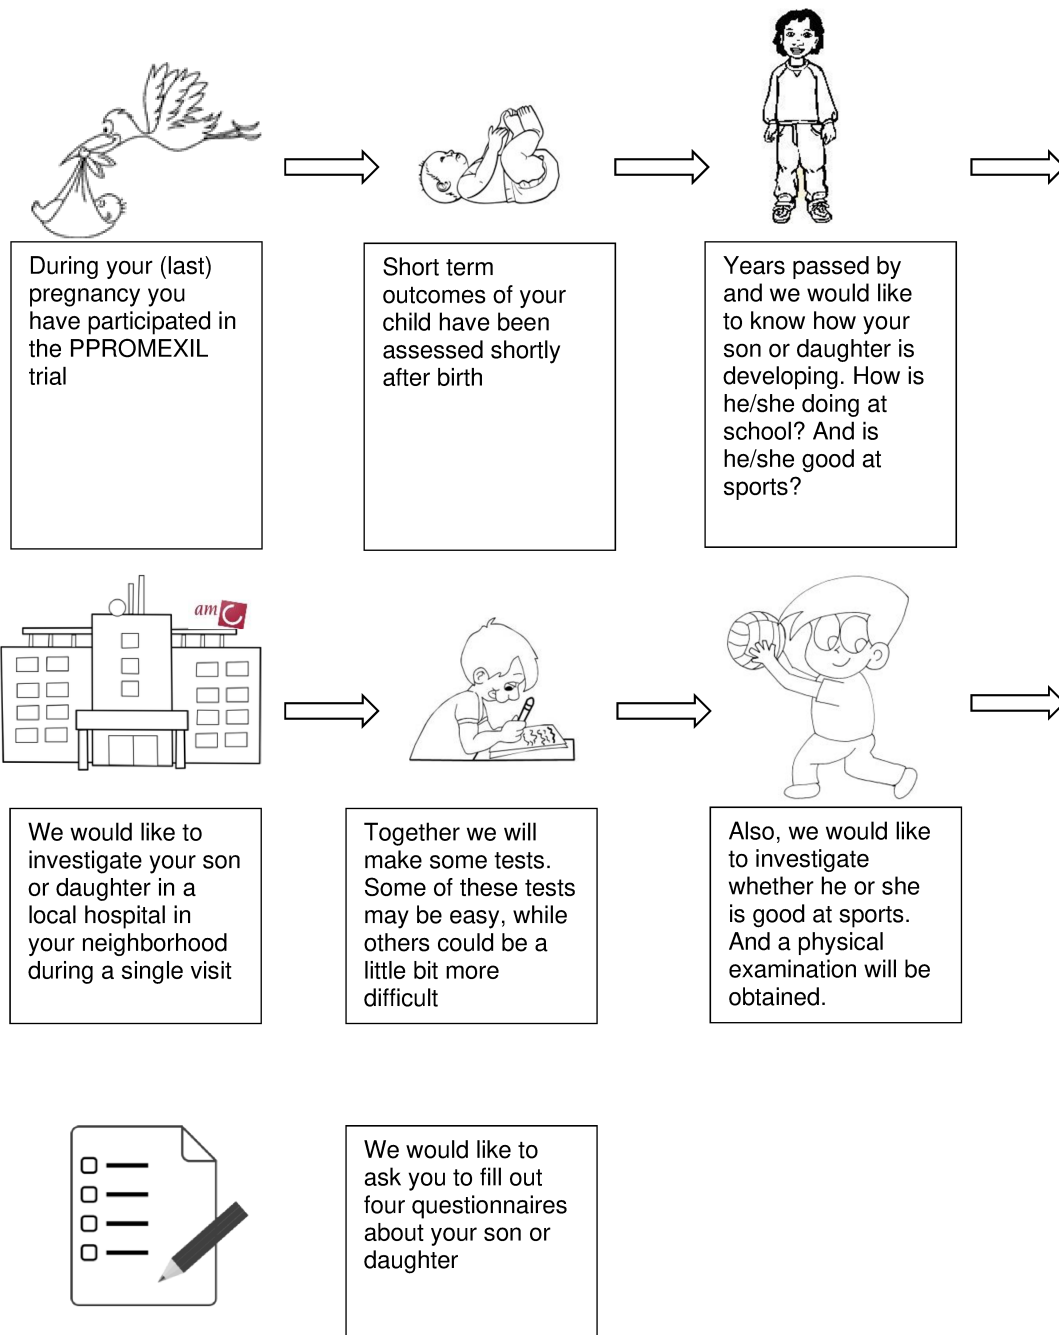 During your (last)
pregnancy you
have participated in
the PPROMEXIL
trial
Short term
outcomes of your
child have been
assessed shortly
after birth
Years passed by
and we would like
to know how your
son or daughter is
developing. How is
he/she doing at
school? And is
he/she good at
sports?
amC
We would like to
investigate your son
or daughter in a
local hospital in
your neighborhood
during a single visit
Together we will
make some tests.
Some of these tests
may be easy, while
others could be a
little bit more
difficult
Also, we would like
to investigate
whether he or she
is good at sports.
And a physical
examination will be
obtained.
We would like to
ask you to fill out
four questionnaires
about your son or
daughter